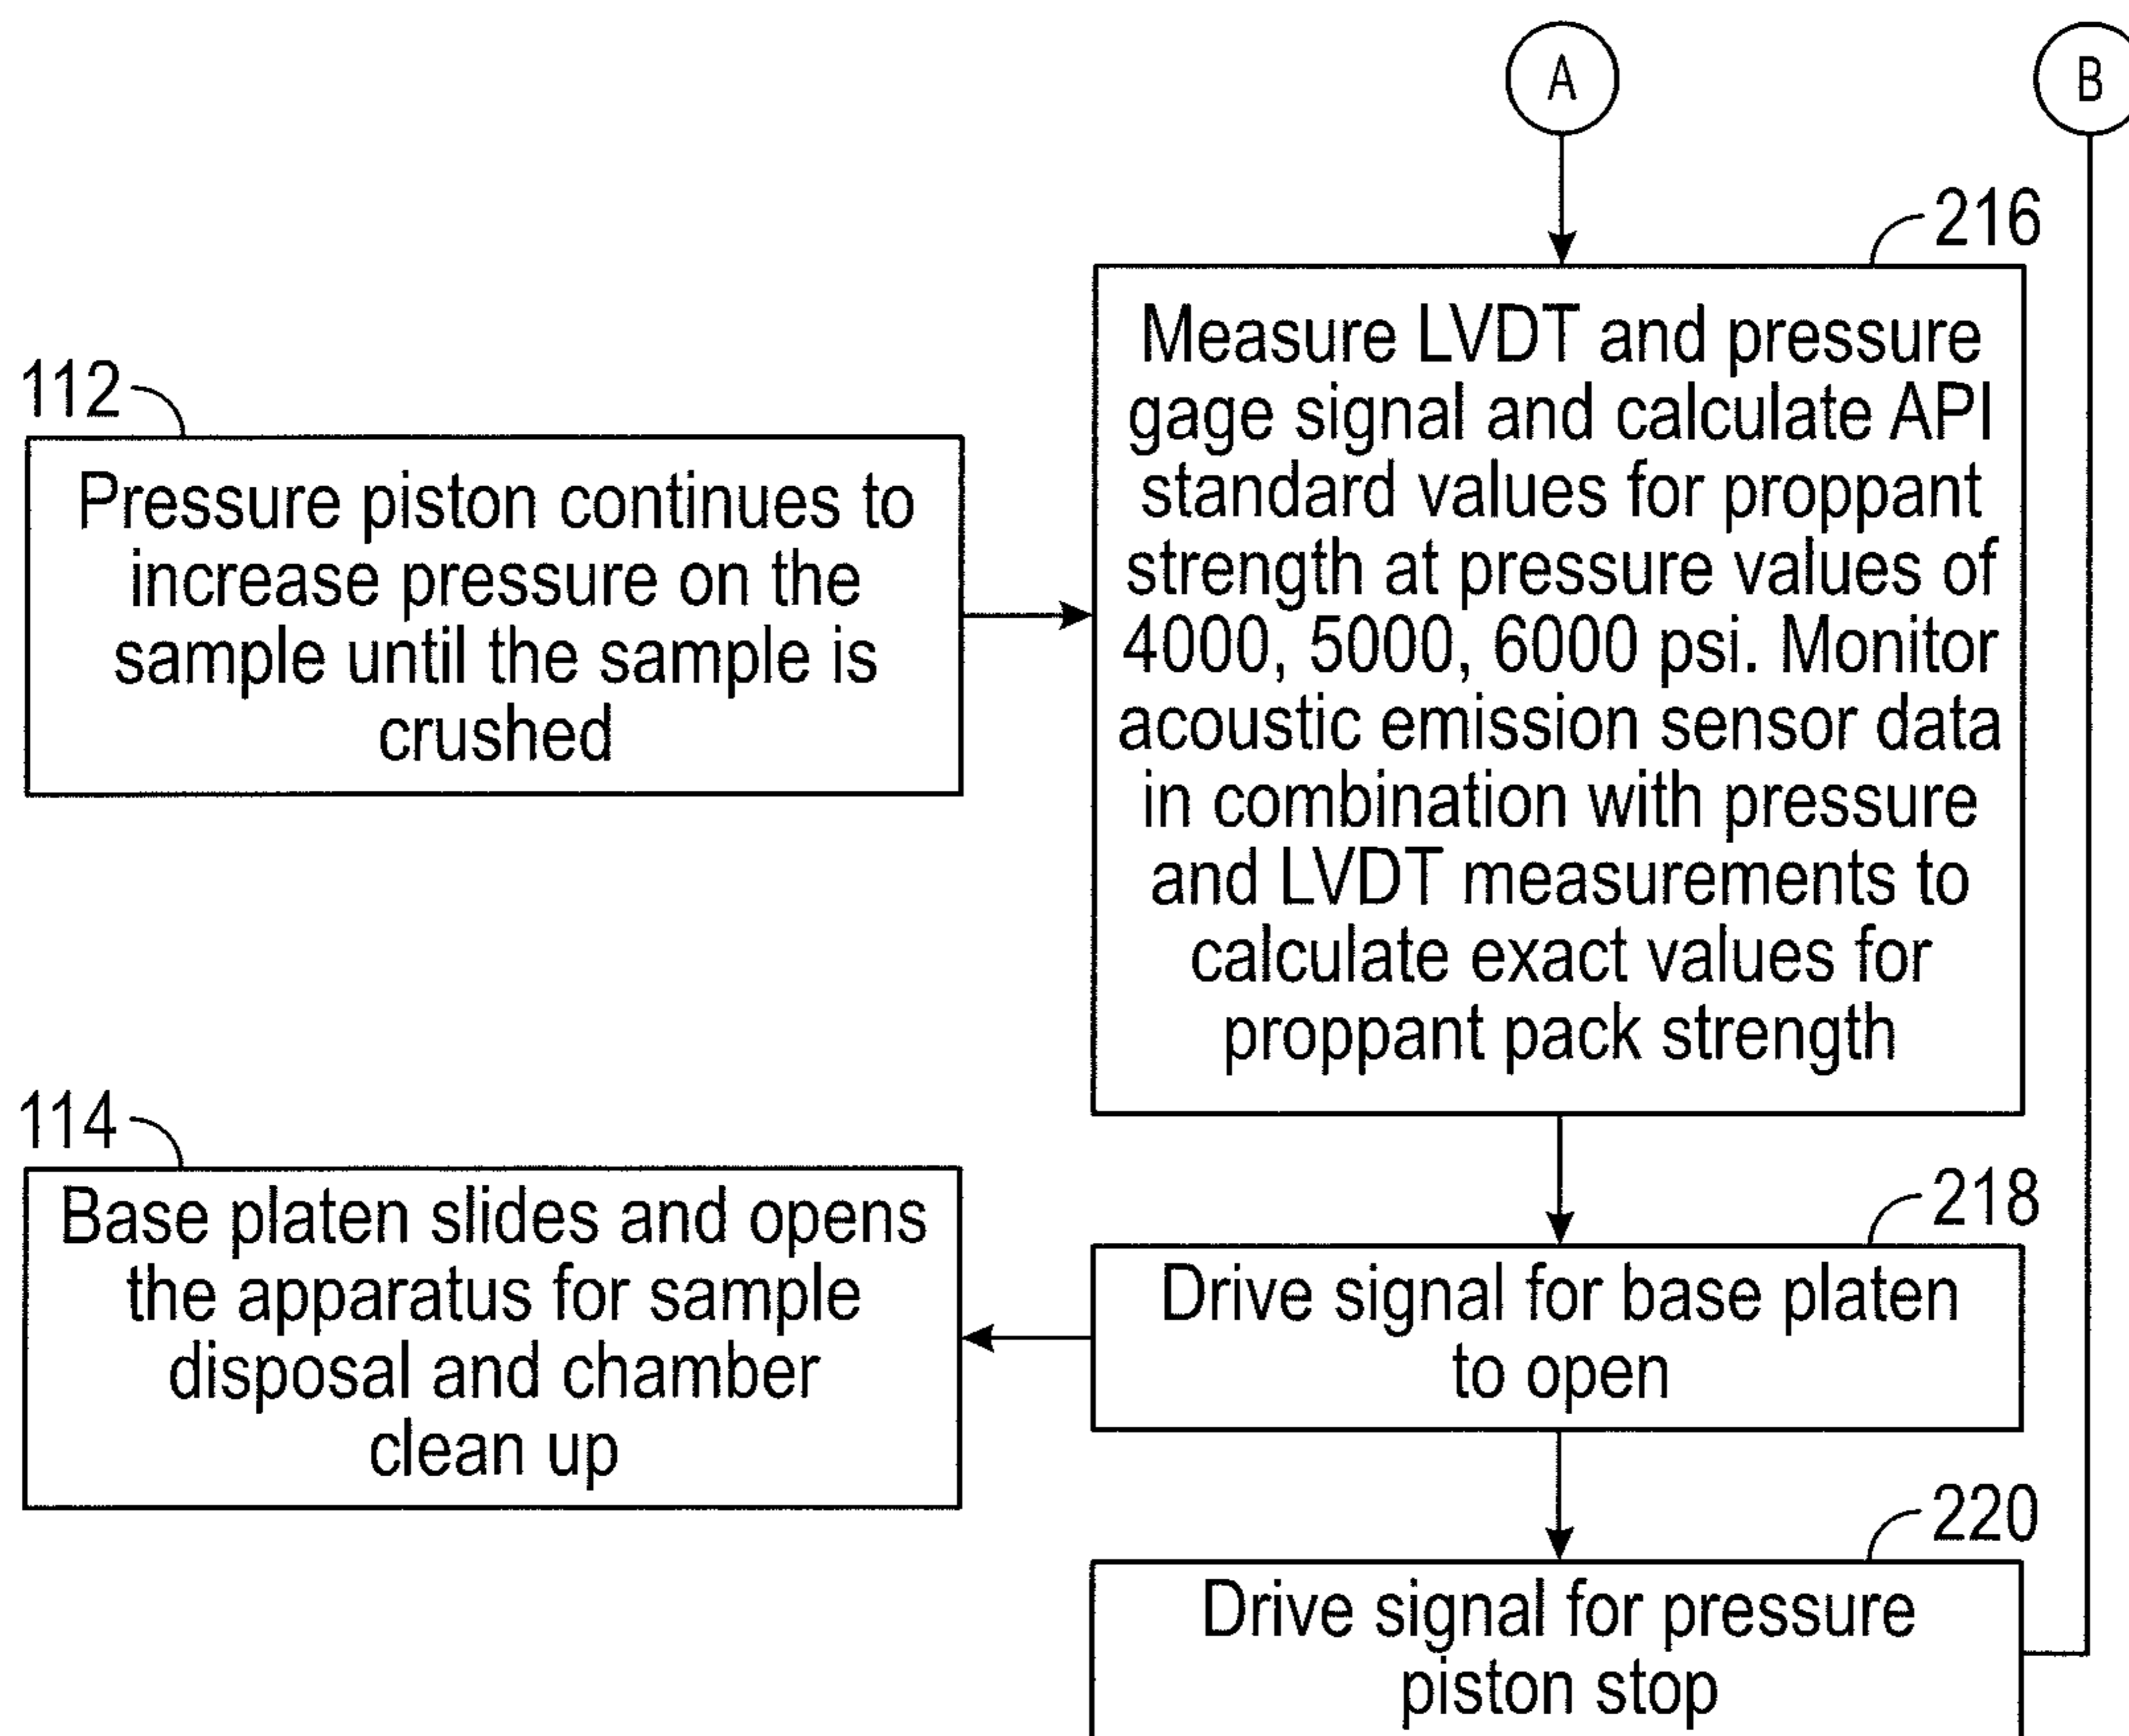 A
B
216
Measure LVDT and pressure
gage signal and calculate API
standard values for proppant
strength at pressure values of
4000, 5000, 6000 psi. Monitor
acoustic emission sensor data
in combination with pressure
and LVDT measurements to
calculate exact values for
proppant pack strength
112
Pressure piston continues to
increase pressure on the
sample until the sample is
crushed
114
Base platen slides and opens
the apparatus for sample
disposal and chamber
clean up
218
Drive signal for base platen
to open
220
Drive signal for pressure
piston stop